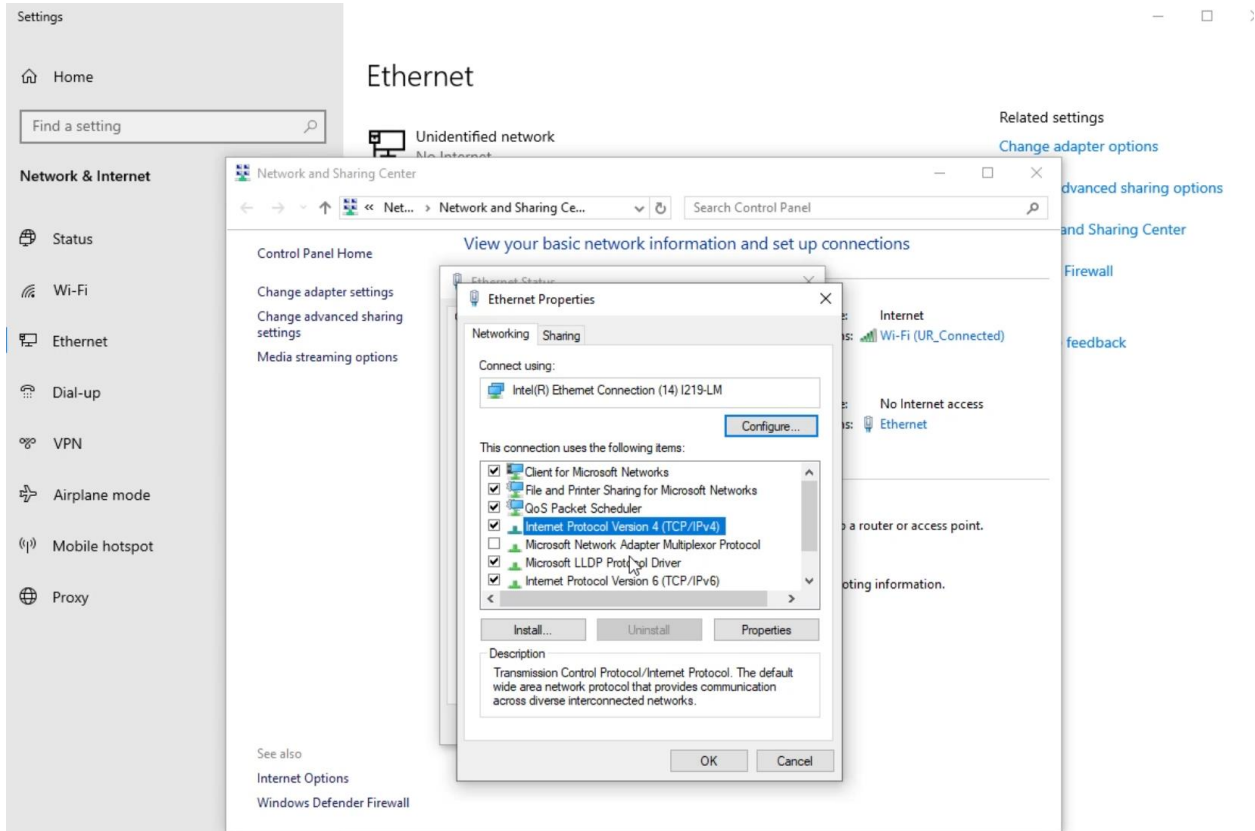 Settings
Home
Find a setting
Network & Internet
Status
Wi-Fi
Ethernet
Dial-up
VPN
Airplane mode
Mobile hotspot
Proxy
Ethernet
Unidentified network
No Internet
Related settings
Change adapter options
dvanced sharing options
and Sharing Center
Firewall
feedback
Network and Sharing Center
« Net... › Network and Sharing Ce...
Search Control Panel
Control Panel Home
Change adapter settings
Change advanced sharing
settings
Media streaming options
See also
Internet Options
Windows Defender Firewall
View your basic network information and set up connections
Internet
Wi-Fi (UR_Connected)
No Internet access
Ethernet
a router or access point.
oting information.
Ethernet Status
Ethernet Properties
Networking
Sharing
Connect using:
Intel(R) Ethernet Connection (14) I219-LM
Configure...
This connection uses the following items:
Client for Microsoft Networks
File and Printer Sharing for Microsoft Networks
QoS Packet Scheduler
Internet Protocol Version 4 (TCP/IPv4)
Microsoft Network Adapter Multiplexor Protocol
Microsoft LLDP Protocol Driver
Internet Protocol Version 6 (TCP/IPv6)
Install...
Uninstall
Properties
Description
Transmission Control Protocol/Internet Protocol. The default
wide area network protocol that provides communication
across diverse interconnected networks.
OK
Cancel